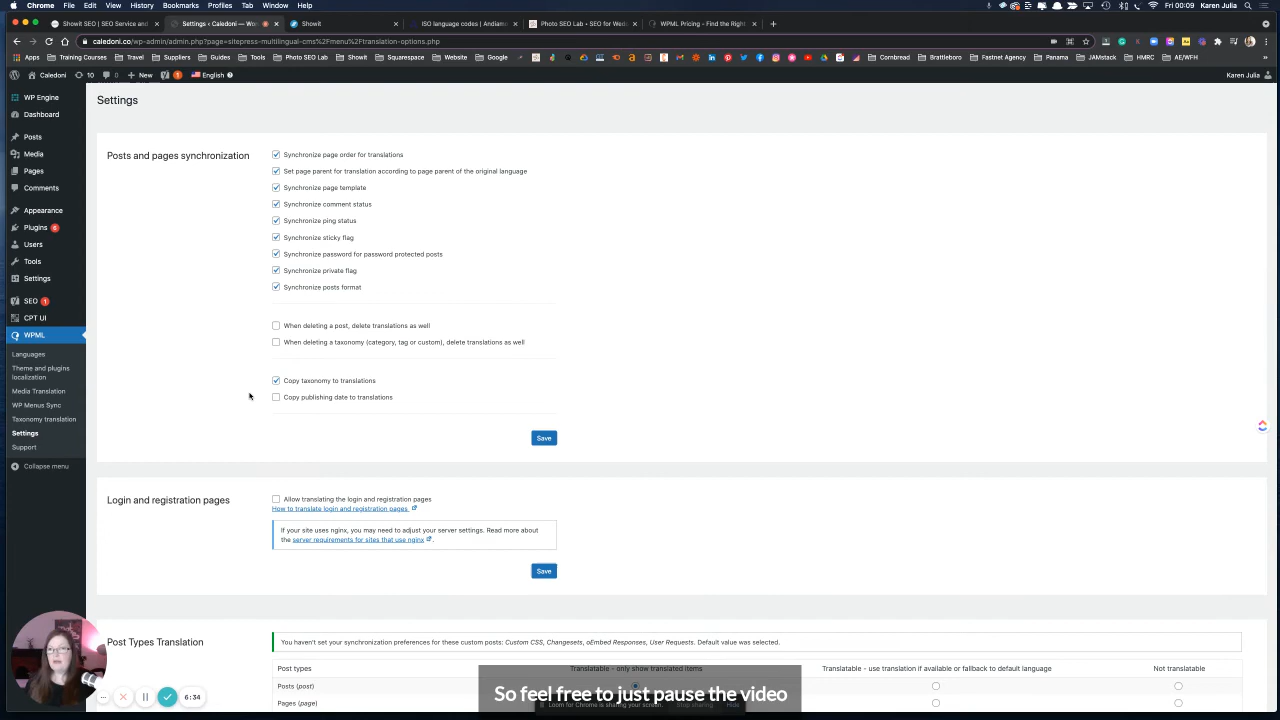 Chrome File Edit View History Bookmarks Profiles Tab Window Help Fri 00:09 Karen Julia
Showit SEO | SEO Service and Settings ‹ Caledoni — Wo Showit ISO language codes | Andiamo Photo SEO Lab • SEO for Wed WPML Pricing - Find the Right
caledoni.co/wp-admin/admin.php?page=sitepress-multilingual-cms%2Fmenu%2Ftranslation-options.php
Apps Training Courses Travel Suppliers Guides Tools Photo SEO Lab Showit Squarespace Website Google Cornbread Brattleboro Fastnet Agency Panama JAMstack HMRC AE/WFH
Caledoni 10 0 + New 1 English Karen Julia
WP Engine
Dashboard
Posts
Media
Pages
Comments
Appearance
Plugins 6
Users
Tools
Settings
SEO 1
CPT UI
WPML
Languages
Theme and plugins
localization
Media Translation
WP Menus Sync
Taxonomy translation
Settings
Support
Collapse menu
Settings
Posts and pages synchronization
Synchronize page order for translations
Set page parent for translation according to page parent of the original language
Synchronize page template
Synchronize comment status
Synchronize ping status
Synchronize sticky flag
Synchronize password for password protected posts
Synchronize private flag
Synchronize posts format
When deleting a post, delete translations as well
When deleting a taxonomy (category, tag or custom), delete translations as well
Copy taxonomy to translations
Copy publishing date to translations
Save
Login and registration pages
Allow translating the login and registration pages
How to translate login and registration pages
If your site uses nginx, you may need to adjust your server settings. Read more about
the server requirements for sites that use nginx .
Save
Post Types Translation
You haven't set your synchronization preferences for these custom posts: Custom CSS, Changesets, oEmbed Responses, User Requests. Default value was selected.
Post types Translatable - only show translated items Translatable - use translation if available or fallback to default language Not translatable
Posts (post)
Pages (page)
6:34
So feel free to just pause the video
Loom for Chrome is sharing your screen. Stop sharing Hide